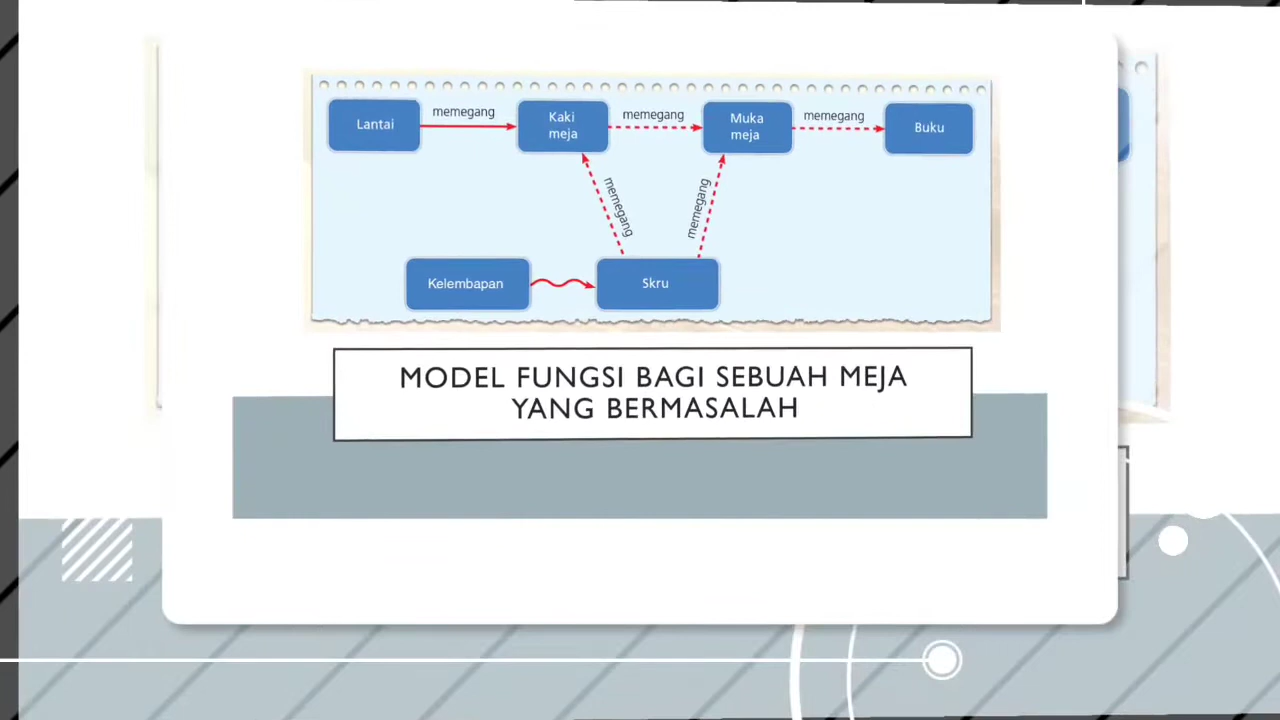 Lantai
memegang
Kaki
meja
memegang
Muka
meja
memegang
Buku
memegang
memegang
Kelembapan
Skru
MODEL FUNGSI BAGI SEBUAH MEJA
YANG BERMASALAH